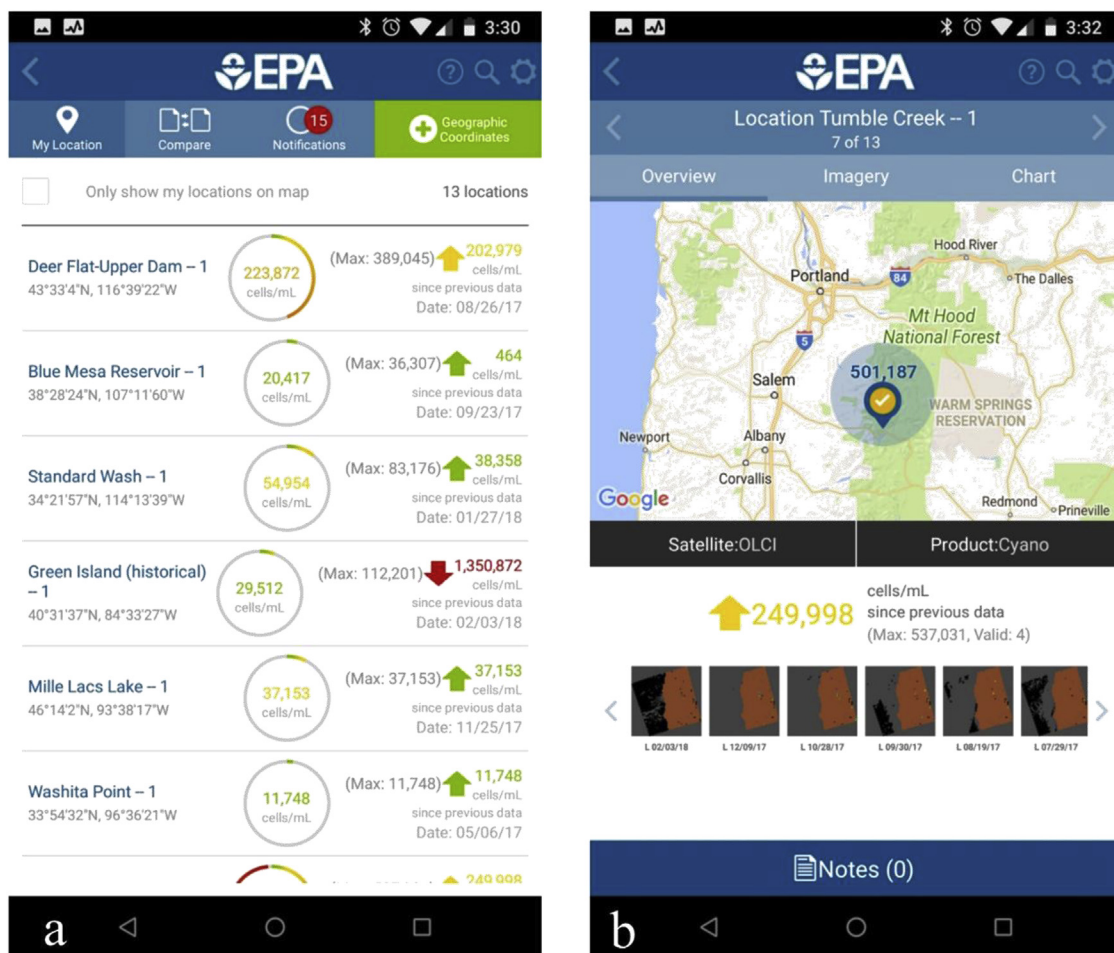 3:30
EPA
My Location
Compare
15
Notifications
Geographic
Coordinates
Only show my locations on map
13 locations
Deer Flat-Upper Dam – 1
43°33'4"N, 116°39'22"W
223,872
cells/mL
(Max: 389,045)
202,979
cells/mL
since previous data
Date: 08/26/17
Blue Mesa Reservoir – 1
38°28'24"N, 107°11'60"W
20,417
cells/mL
(Max: 36,307)
464
cells/mL
since previous data
Date: 09/23/17
Standard Wash – 1
34°21'57"N, 114°13'39"W
54,954
cells/mL
(Max: 83,176)
38,358
cells/mL
since previous data
Date: 01/27/18
Green Island (historical)
– 1
40°31'37"N, 84°33'27"W
29,512
cells/mL
(Max: 112,201)
1,350,872
cells/mL
since previous data
Date: 02/03/18
Mille Lacs Lake – 1
46°14'2"N, 93°38'17"W
37,153
cells/mL
(Max: 37,153)
37,153
cells/mL
since previous data
Date: 11/25/17
Washita Point – 1
33°54'32"N, 96°36'21"W
11,748
cells/mL
(Max: 11,748)
11,748
cells/mL
since previous data
Date: 05/06/17
249,998
a
3:32
EPA
Location Tumble Creek -- 1
7 of 13
Overview
Imagery
Chart
Hood River
Portland
84
The Dalles
Mt Hood
National Forest
5
501,187
Salem
WARM SPRINGS
RESERVATION
Newport
Albany
Corvallis
Google
Redmond
Prineville
Satellite:OLCI
Product:Cyano
249,998
cells/mL
since previous data
(Max: 537,031, Valid: 4)
L 02/03/18
L 12/09/17
L 10/28/17
L 09/30/17
L 08/19/17
L 07/29/17
Notes (0)
b